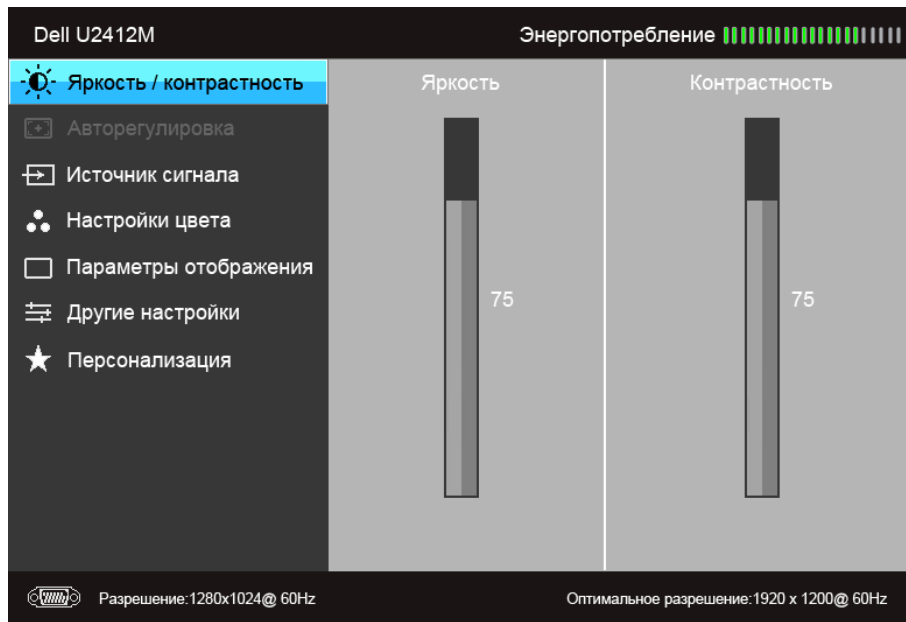 Dell U2412M
Энергопотребление
Яркость / контрастность
Яркость
Контрастность
Авторегулировка
Источник сигнала
Настройки цвета
Параметры отображения
75
75
Другие настройки
Персонализация
Разрешение:1280x1024@ 60Hz
Оптимальное разрешение:1920 x 1200@ 60Hz